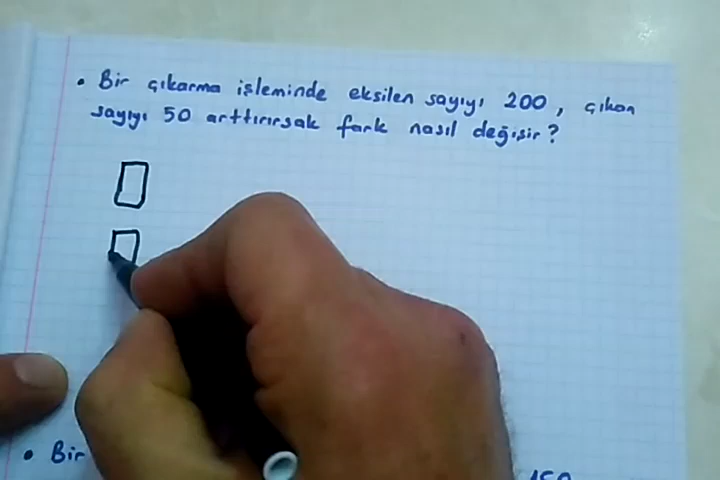 • Bir çıkarma işleminde eksilen sayıyı 200, çıkan
sayıyı 50 arttırırsak fark nasıl değişir?
• Bir